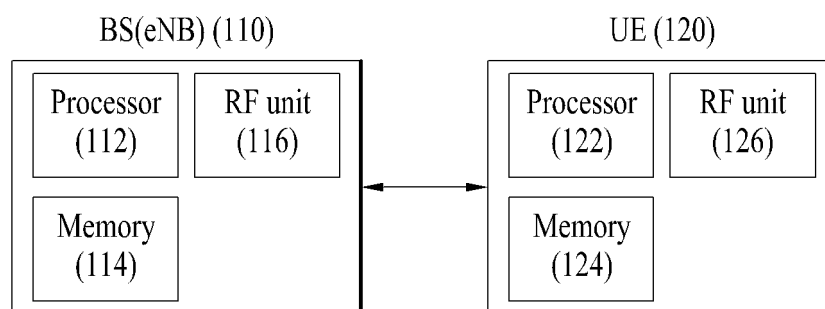 BS(eNB) (110)
UE (120)
Processor
(112)
RF unit
(116)
Memory
(114)
Processor
(122)
RF unit
(126)
Memory
(124)